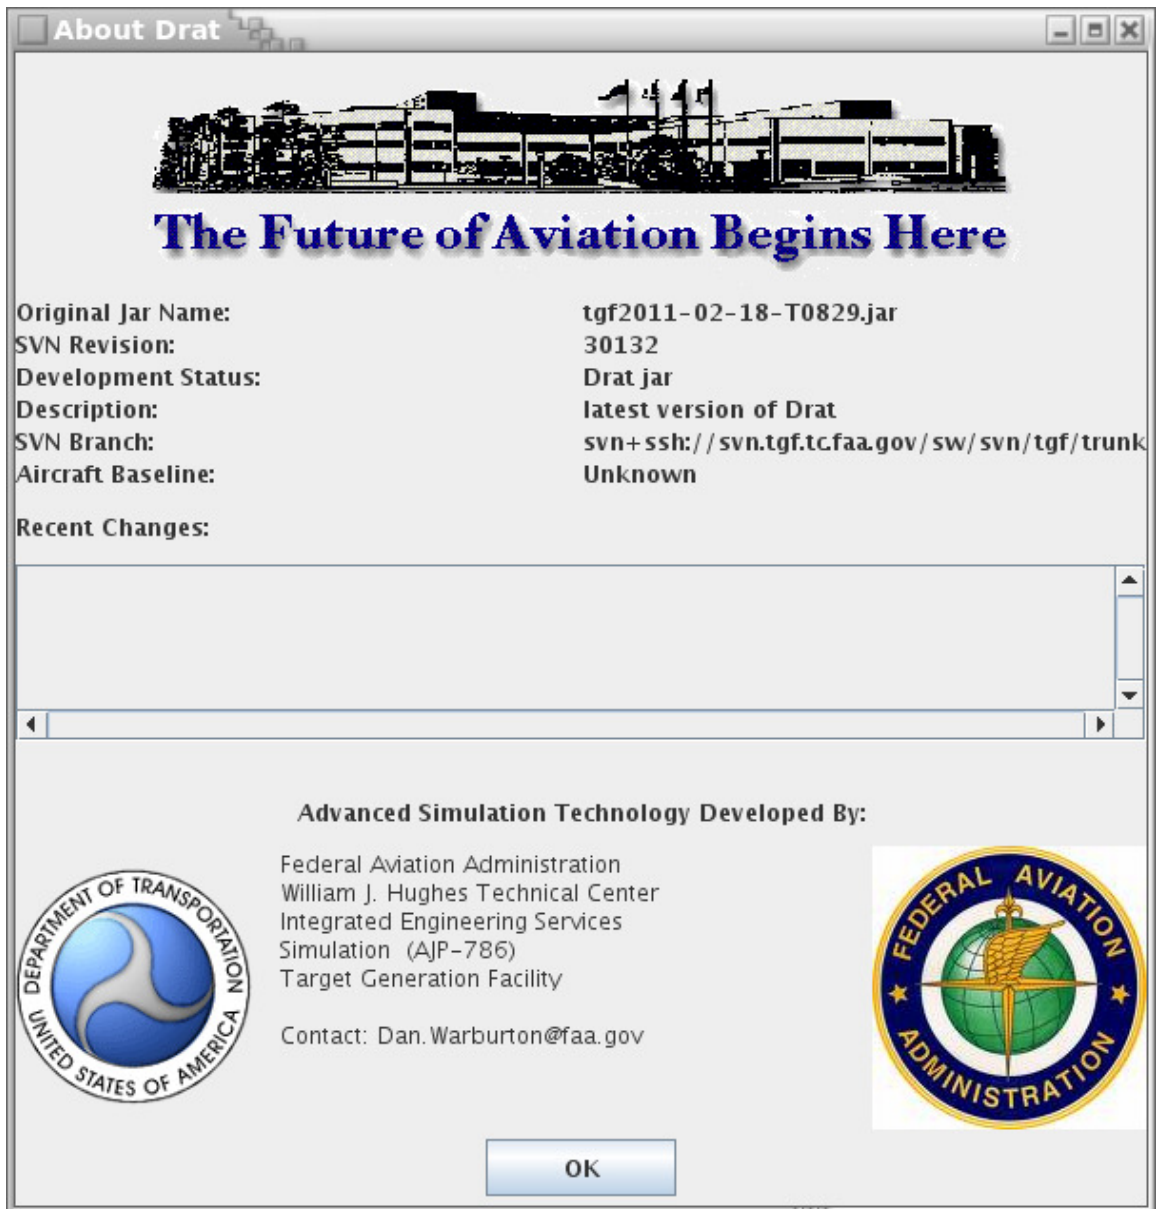 About Drat
The Future of Aviation Begins Here
Original Jar Name: tgf2011-02-18-T0829.jar
SVN Revision: 30132
Development Status: Drat jar
Description: latest version of Drat
SVN Branch: svn+ssh://svn.tgf.tc.faa.gov/sw/svn/tgf/trunk
Aircraft Baseline: Unknown
Recent Changes:
Advanced Simulation Technology Developed By:
Federal Aviation Administration
William J. Hughes Technical Center
Integrated Engineering Services
Simulation (AJP-786)
Target Generation Facility
Contact: Dan.Warburton@faa.gov
DEPARTMENT OF TRANSPORTATION
UNITED STATES OF AMERICA
FEDERAL AVIATION
ADMINISTRATION
OK